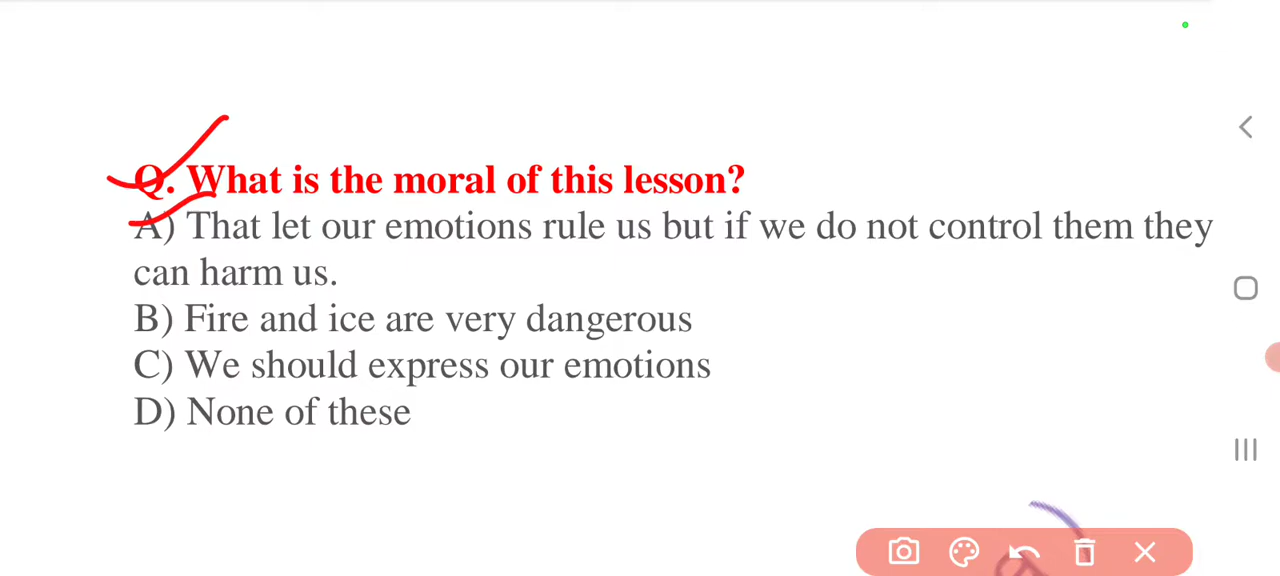 Q. What is the moral of this lesson?
A) That let our emotions rule us but if we do not control them they
can harm us.
B) Fire and ice are very dangerous
C) We should express our emotions
D) None of these